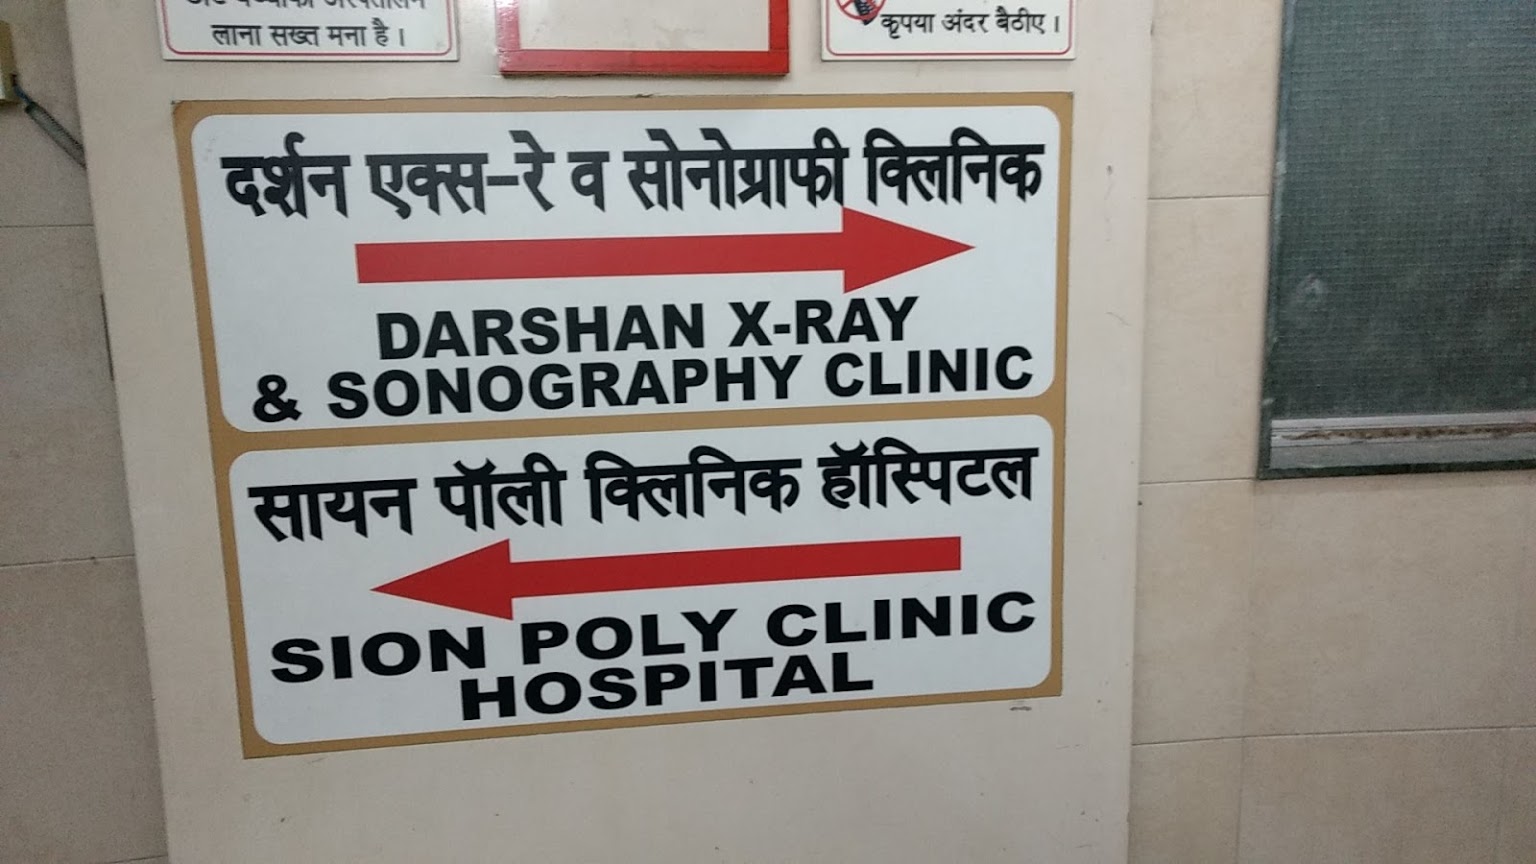 लाना सख्त मना है ।
कृपया अंदर बैठीए ।
दर्शन एक्स-रे व सोनोग्राफी क्लिनिक
DARSHAN X-RAY
& SONOGRAPHY CLINIC
सायन पॉली क्लिनिक हॉस्पिटल
SION POLY CLINIC
HOSPITAL